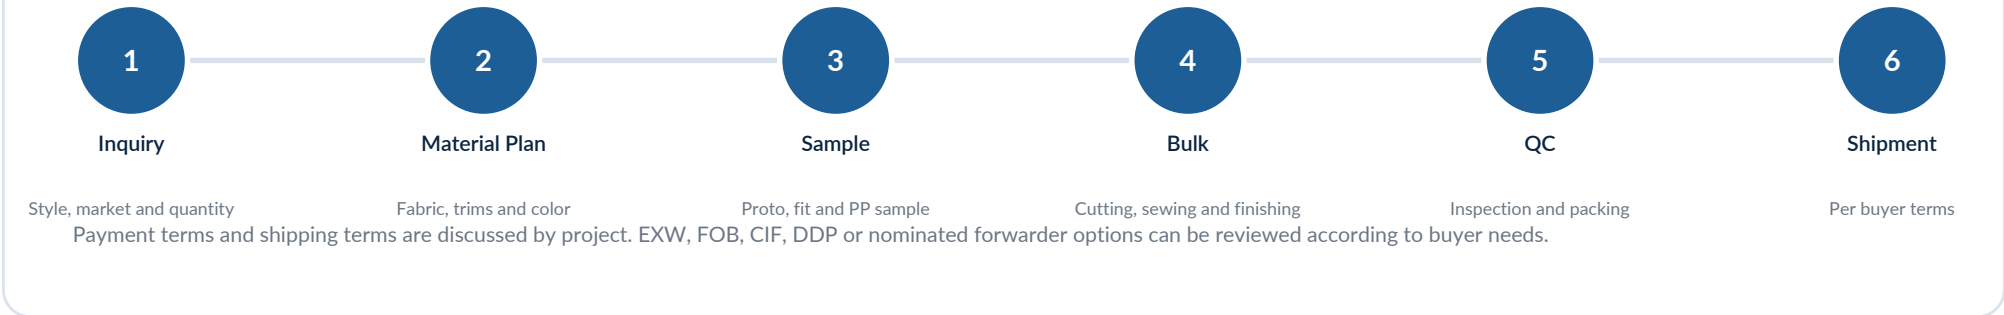 1
2
3
4
5
6
Inquiry
Material Plan
Sample
Bulk
QC
Shipment
Style, market and quantity
Fabric, trims and color
Proto, fit and PP sample
Cutting, sewing and finishing
Inspection and packing
Per buyer terms
Payment terms and shipping terms are discussed by project. EXW, FOB, CIF, DDP or nominated forwarder options can be reviewed according to buyer needs.